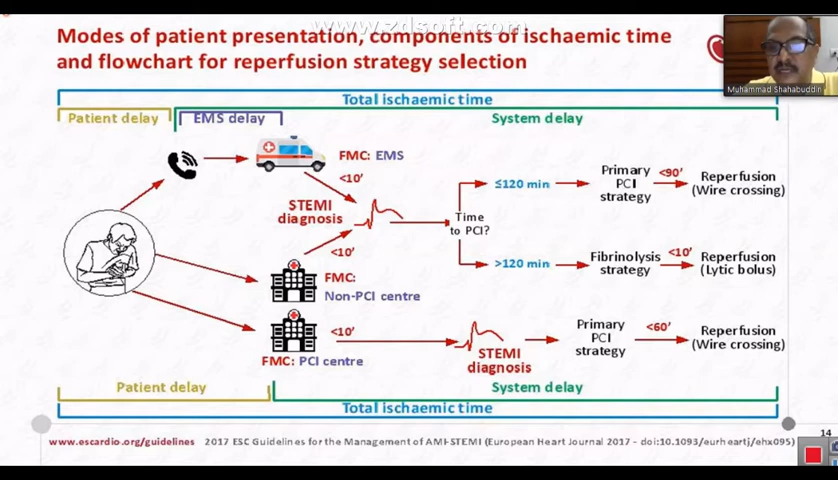 www.zdsoft.com
Modes of patient presentation, components of ischaemic time
and flowchart for reperfusion strategy selection
Muhammad Shahabuddin
Total ischaemic time
Patient delay
EMS delay
System delay
FMC: EMS
<10'
STEMI
diagnosis
<10'
FMC:
Non-PCI centre
Time
to PCI?
≤120 min
Primary
PCI
strategy
<90'
Reperfusion
(Wire crossing)
>120 min
Fibrinolysis
strategy
<10'
Reperfusion
(Lytic bolus)
<10'
FMC: PCI centre
STEMI
diagnosis
Primary
PCI
strategy
<60'
Reperfusion
(Wire crossing)
Patient delay
System delay
Total ischaemic time
www.escardio.org/guidelines
2017 ESC Guidelines for the Management of AMI-STEMI (European Heart Journal 2017 - doi:10.1093/eurheartj/ehx095)
14